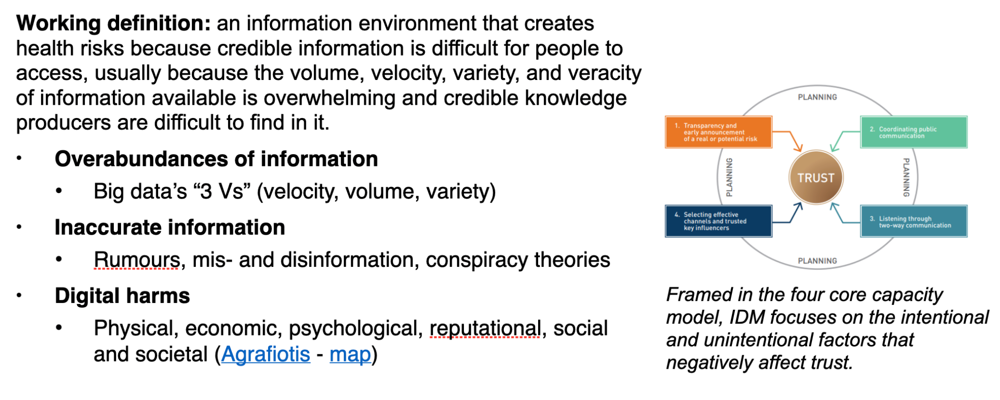 Working definition: an information environment that creates
health risks because credible information is difficult for people to
access, usually because the volume, velocity, variety, and veracity
of information available is overwhelming and credible knowledge
producers are difficult to find in it.
• Overabundances of information
• Big data’s “3 Vs” (velocity, volume, variety)
• Inaccurate information
• Rumours, mis- and disinformation, conspiracy theories
• Digital harms
• Physical, economic, psychological, reputational, social
and societal (Agrafiotis - map)
PLANNING
1. Transparency and
early announcement
of a real or potential risk
2. Coordinating public
communication
PLANNING
TRUST
PLANNING
4. Selecting effective
channels and trusted
key influencers
3. Listening through
two-way communication
PLANNING
Framed in the four core capacity
model, IDM focuses on the intentional
and unintentional factors that
negatively affect trust.